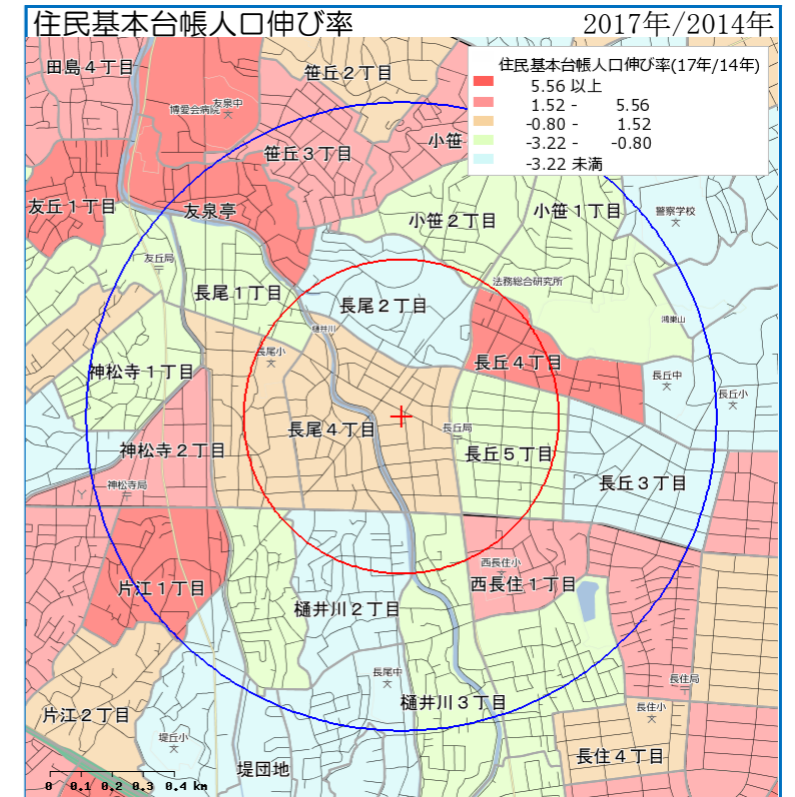 住民基本台帳人口伸び率
2017年/2014年
住民基本台帳人口伸び率(17年/14年)
5.56 以上
1.52 - 5.56
-0.80 - 1.52
-3.22 - -0.80
-3.22 未満
田島4丁目
笹丘2丁目
友泉中
博愛会病院
小笹
笹丘3丁目
友丘1丁目
友泉亭
小笹2丁目
小笹1丁目
警察学校
友丘局
法務総合研究所
長尾1丁目
長尾2丁目
鴻巣山
樋井川
長尾小
長丘4丁目
神松寺1丁目
長丘中
長丘小
長尾4丁目
長丘局
神松寺2丁目
長丘5丁目
長丘3丁目
神松寺局
西長住小
片江1丁目
西長住1丁目
樋井川2丁目
長尾中
長住局
樋井川3丁目
長住小
片江2丁目
堤丘小
長住4丁目
堤団地
0 0.1 0.2 0.3 0.4 km